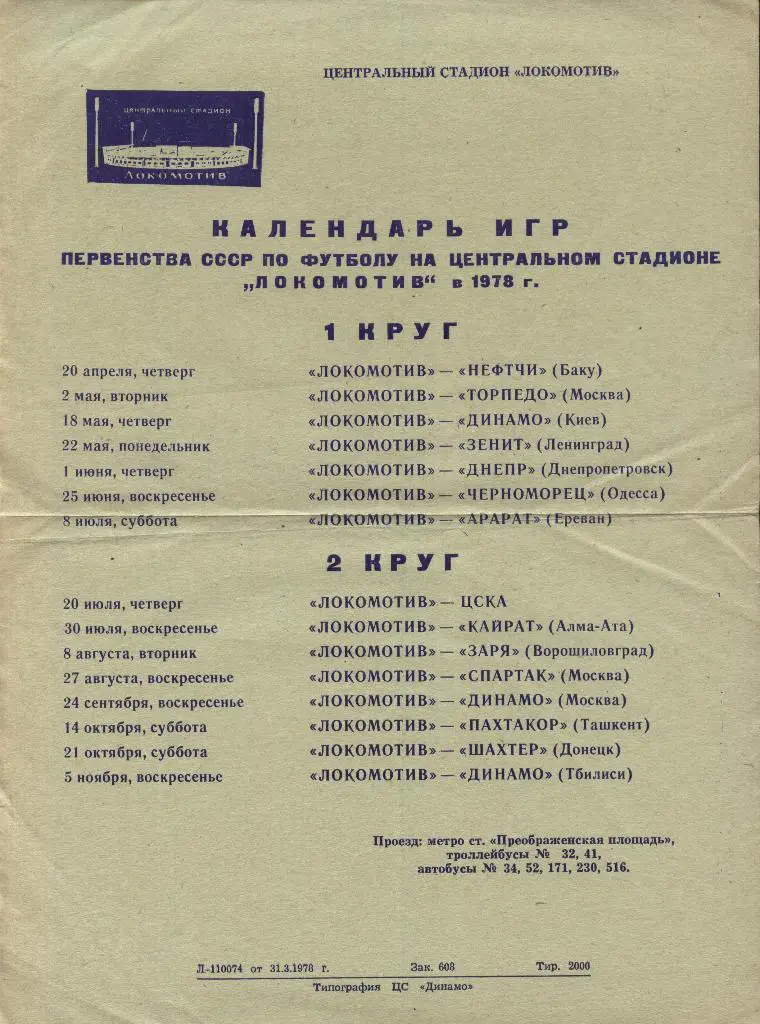 ЦЕНТРАЛЬНЫЙ СТАДИОН «ЛОКОМОТИВ»
ЦЕНТРАЛЬНЫЙ СТАДИОН
ЛОКОМОТИВ
КАЛЕНДАРЬ ИГР
ПЕРВЕНСТВА СССР ПО ФУТБОЛУ НА ЦЕНТРАЛЬНОМ СТАДИОНЕ
„ЛОКОМОТИВ“ в 1978 г.
1 КРУГ
20 апреля, четверг «ЛОКОМОТИВ» — «НЕФТЧИ» (Баку)
2 мая, вторник «ЛОКОМОТИВ» — «ТОРПЕДО» (Москва)
18 мая, четверг «ЛОКОМОТИВ» — «ДИНАМО» (Киев)
22 мая, понедельник «ЛОКОМОТИВ» — «ЗЕНИТ» (Ленинград)
1 июня, четверг «ЛОКОМОТИВ» — «ДНЕПР» (Днепропетровск)
25 июня, воскресенье «ЛОКОМОТИВ» — «ЧЕРНОМОРЕЦ» (Одесса)
8 июля, суббота «ЛОКОМОТИВ» — «АРАРАТ» (Ереван)
2 КРУГ
20 июля, четверг «ЛОКОМОТИВ» — ЦСКА
30 июля, воскресенье «ЛОКОМОТИВ» — «КАЙРАТ» (Алма-Ата)
8 августа, вторник «ЛОКОМОТИВ» — «ЗАРЯ» (Ворошиловград)
27 августа, воскресенье «ЛОКОМОТИВ» — «СПАРТАК» (Москва)
24 сентября, воскресенье «ЛОКОМОТИВ» — «ДИНАМО» (Москва)
14 октября, суббота «ЛОКОМОТИВ» — «ПАХТАКОР» (Ташкент)
21 октября, суббота «ЛОКОМОТИВ» — «ШАХТЕР» (Донецк)
5 ноября, воскресенье «ЛОКОМОТИВ» — «ДИНАМО» (Тбилиси)
Проезд: метро ст. «Преображенская площадь»,
троллейбусы № 32, 41,
автобусы № 34, 52, 171, 230, 516.
Л-110074 от 31.3.1978 г. Зак. 608 Тир. 2000
Типография ЦС «Динамо»